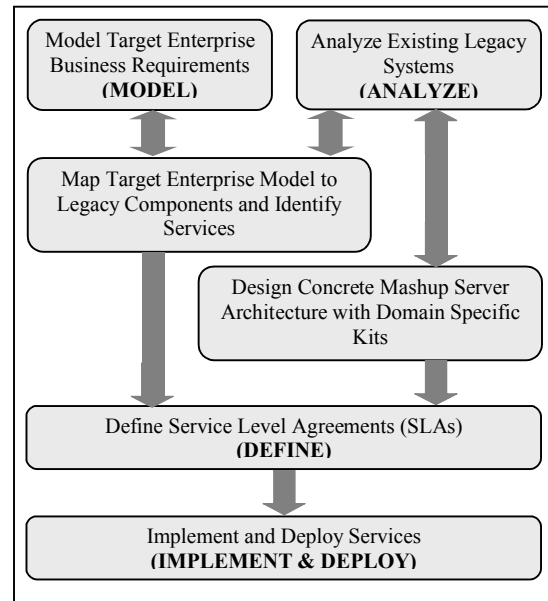 Model Target Enterprise
Business Requirements
(MODEL)
Analyze Existing Legacy
Systems
(ANALYZE)
Map Target Enterprise Model to
Legacy Components and Identify
Services
Design Concrete Mashup Server
Architecture with Domain Specific
Kits
Define Service Level Agreements (SLAs)
(DEFINE)
Implement and Deploy Services
(IMPLEMENT & DEPLOY)